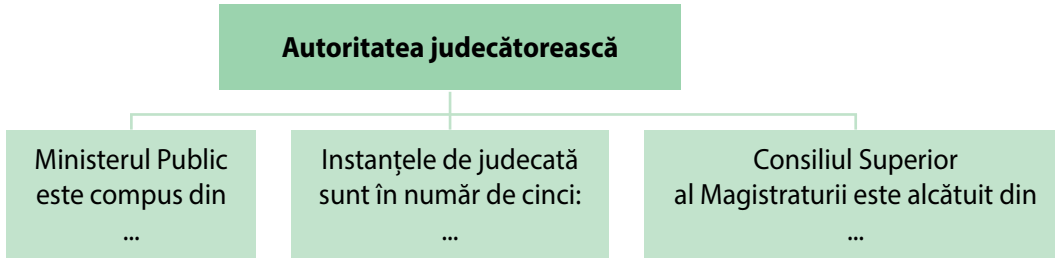 Autoritatea judecătorească
Ministerul Public
este compus din
...
Instanțele de judecată
sunt în număr de cinci:
...
Consiliul Superior
al Magistraturii este alcătuit din
...